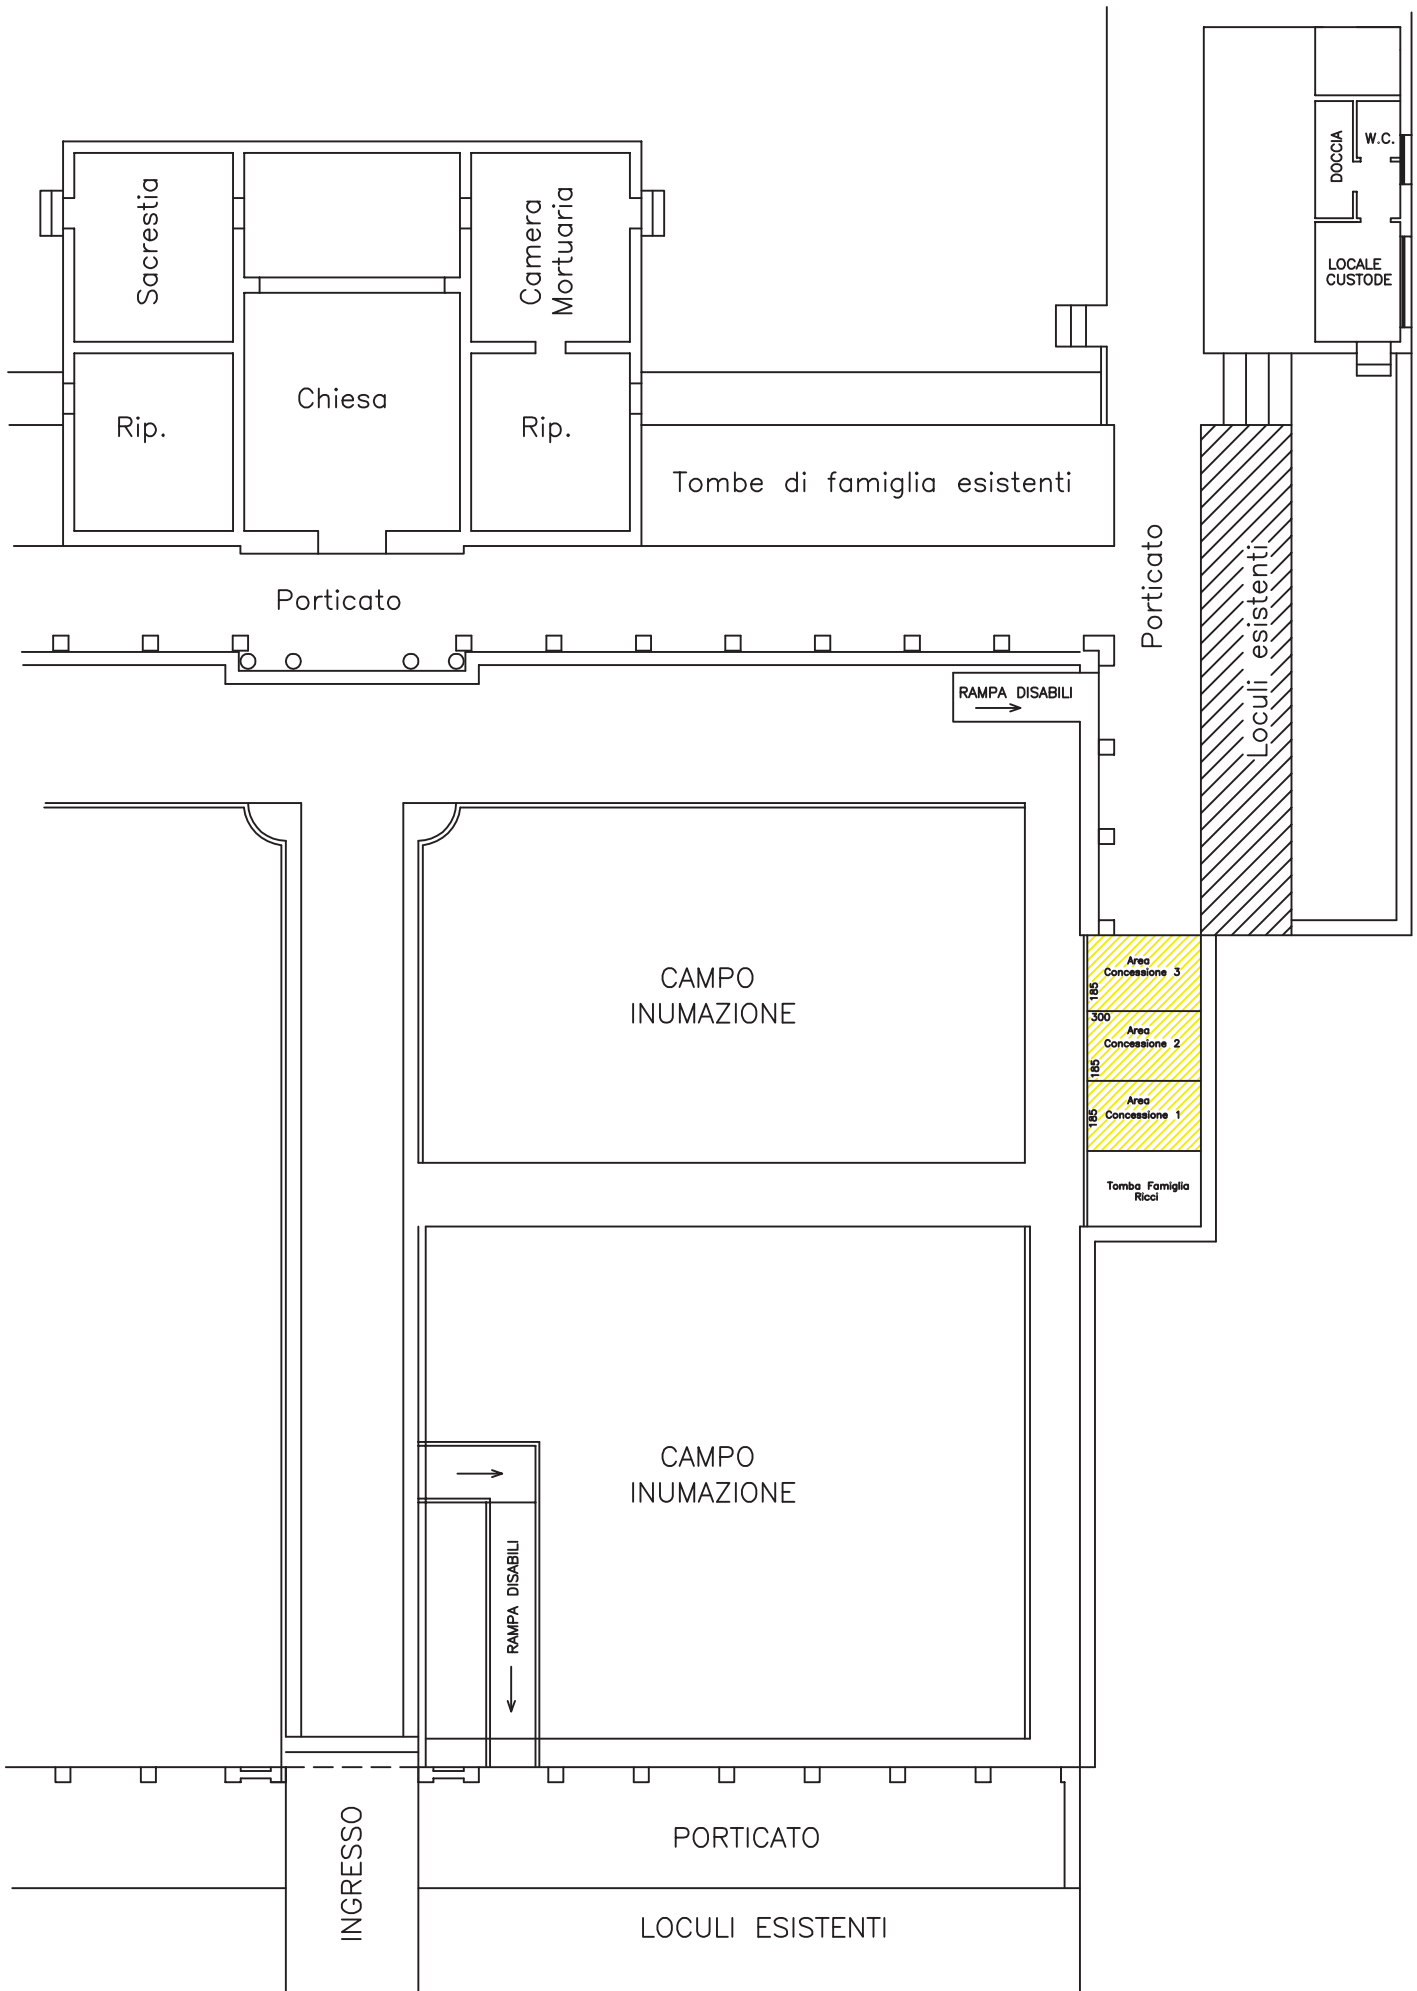 W.C.
DOCCIA
Sacrestia
Camera
Mortuaria
LOCALE
CUSTODE
Chiesa
Rip.
Rip.
Tombe di famiglia esistenti
Porticato
Porticato
Loculi esistenti
RAMPA DISABILI
CAMPO
INUMAZIONE
Area
Concessione 3
185
300
Area
Concessione 2
185
Area
Concessione 1
185
Tomba Famiglia
Ricci
CAMPO
INUMAZIONE
RAMPA DISABILI
INGRESSO
PORTICATO
LOCULI ESISTENTI